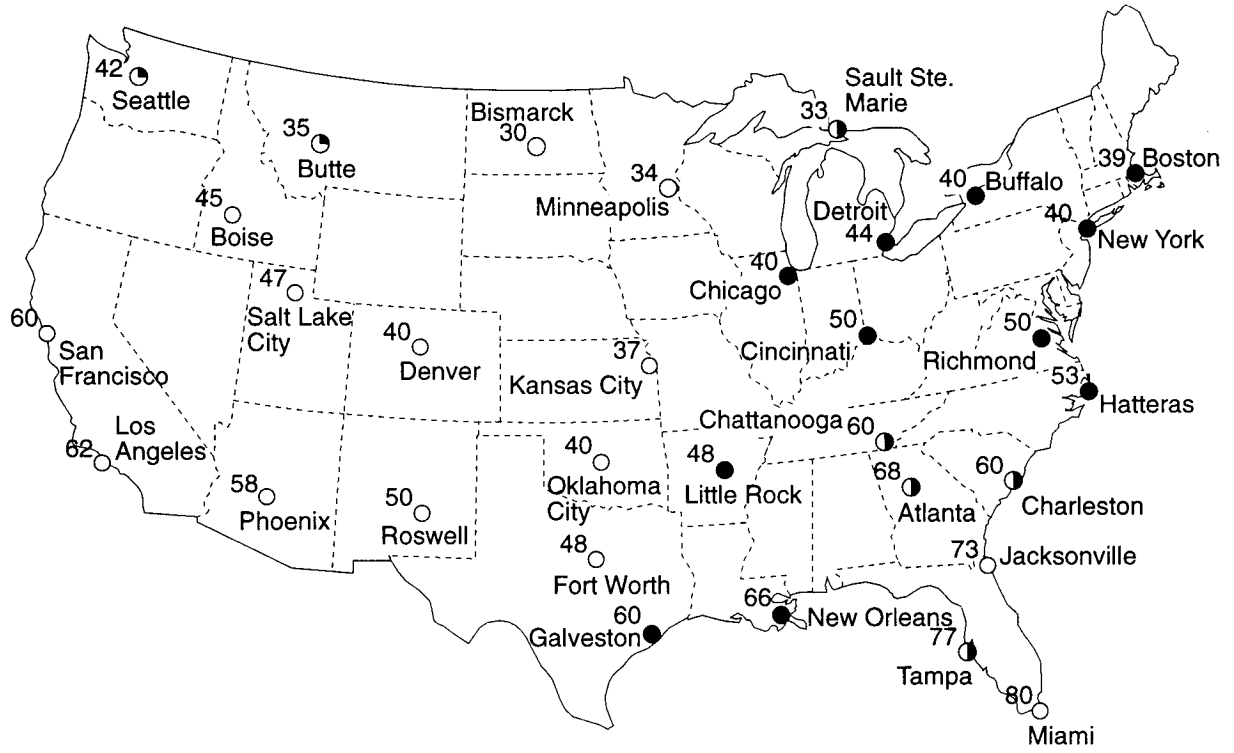 42
Seattle
35
Butte
Bismarck
30
34
Minneapolis
33
Sault Ste.
Marie
39 Boston
40 Buffalo
Detroit
44
40
New York
45
Boise
47
Salt Lake
City
40
Chicago
60
San
Francisco
40
Denver
37
Kansas City
50
Cincinnati
50
Richmond
53
Hatteras
Los
Angeles
62
Chattanooga 60
58
Phoenix
50
Roswell
40
Oklahoma
City
48
Little Rock
68
Atlanta
60
Charleston
48
Fort Worth
73 Jacksonville
60
Galveston
66
New Orleans
77
Tampa
80
Miami